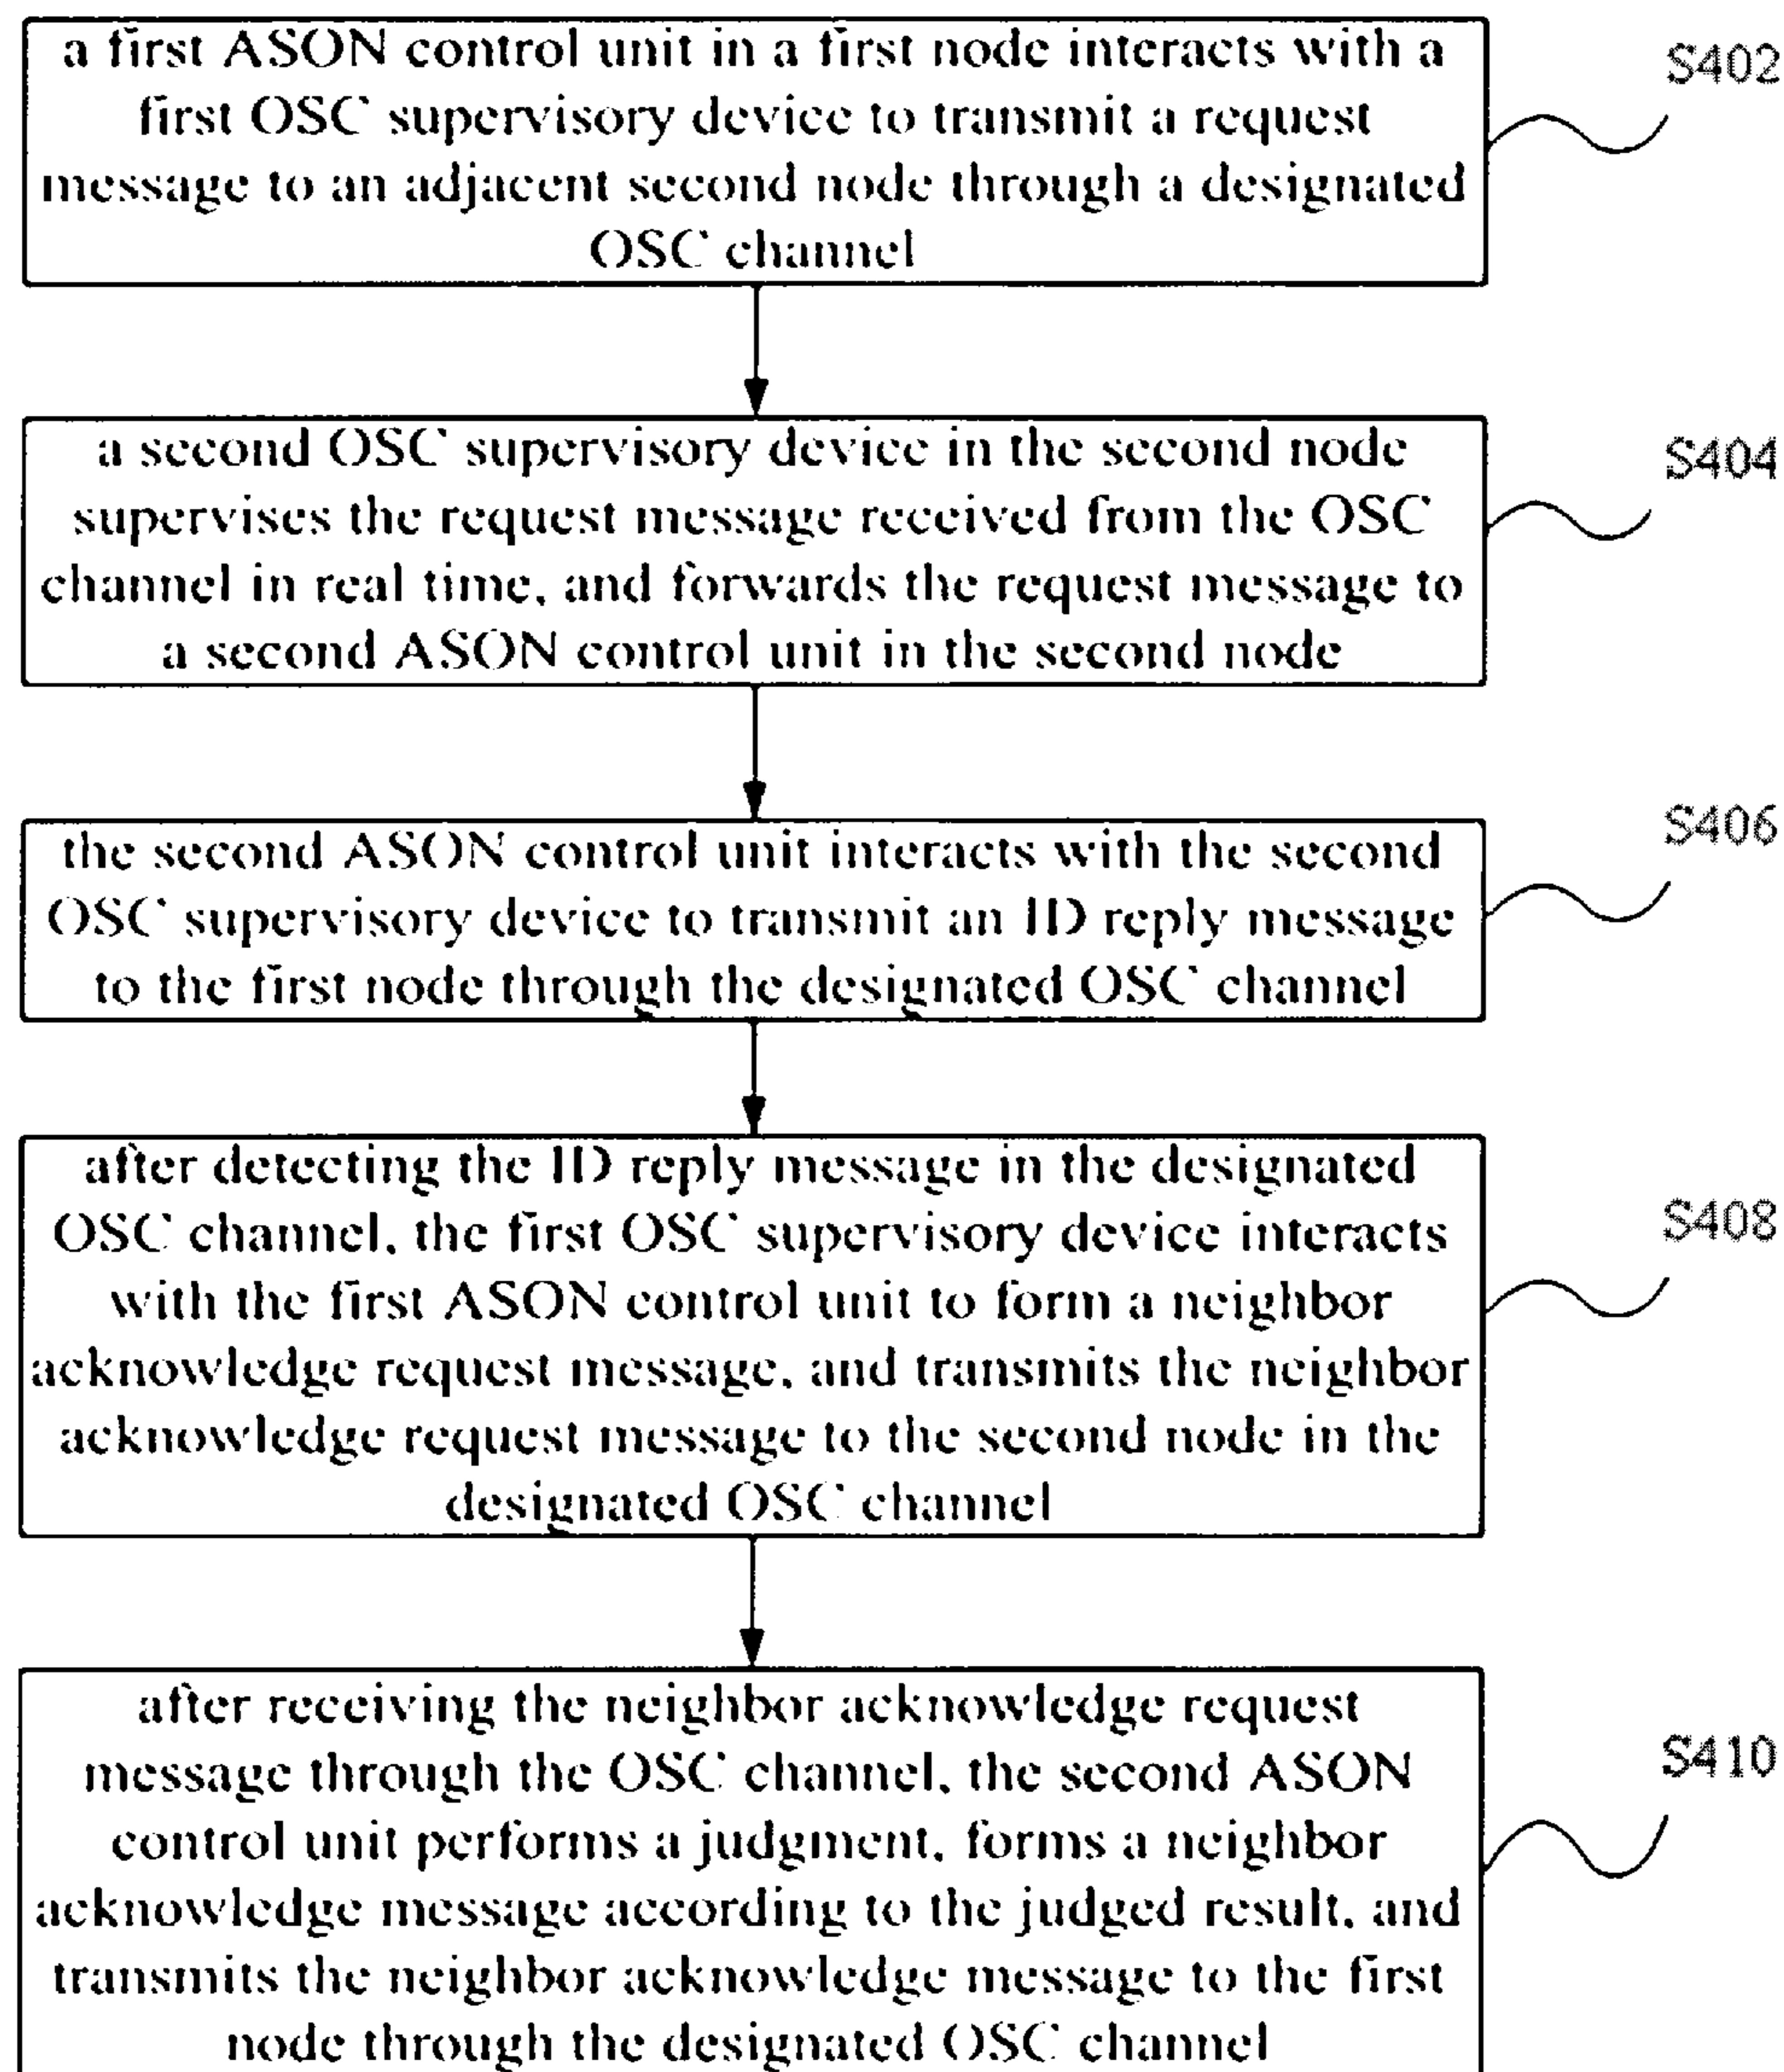 a first ASON control unit in a first node interacts with a
first OSC supervisory device to transmit a request
message to an adjacent second node through a designated
OSC channel
S402
a second OSC supervisory device in the second node
supervises the request message received from the OSC
channel in real time, and forwards the request message to
a second ASON control unit in the second node
S404
the second ASON control unit interacts with the second
OSC supervisory device to transmit an ID reply message
to the first node through the designated OSC channel
S406
after detecting the ID reply message in the designated
OSC channel, the first OSC supervisory device interacts
with the first ASON control unit to form a neighbor
acknowledge request message, and transmits the neighbor
acknowledge request message to the second node in the
designated OSC channel
S408
after receiving the neighbor acknowledge request
message through the OSC channel, the second ASON
control unit performs a judgment, forms a neighbor
acknowledge message according to the judged result, and
transmits the neighbor acknowledge message to the first
node through the designated OSC channel
S410